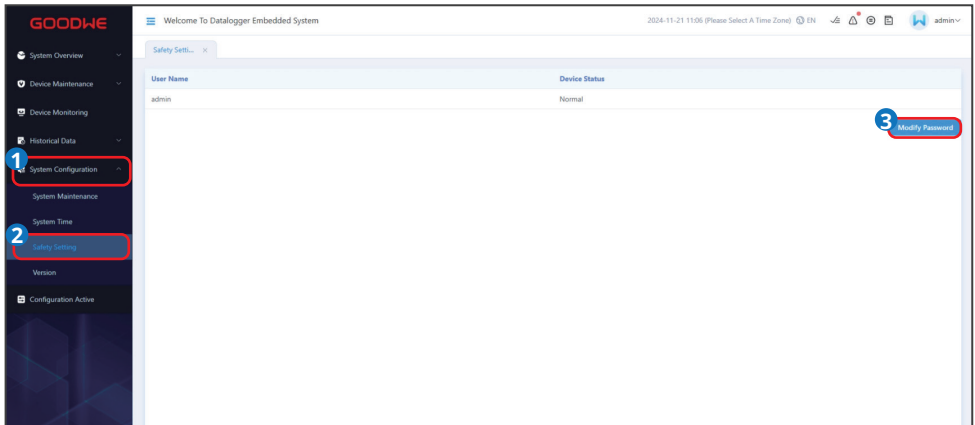 GOODWE
Welcome To Datalogger Embedded System
2024-11-21 11:06 (Please Select A Time Zone) EN
admin
System Overview
Device Maintenance
Device Monitoring
Historical Data
1
System Configuration
System Maintenance
System Time
2
Safety Setting
Version
Configuration Active
Safety Setti...
User Name Device Status
admin Normal
3
Modify Password